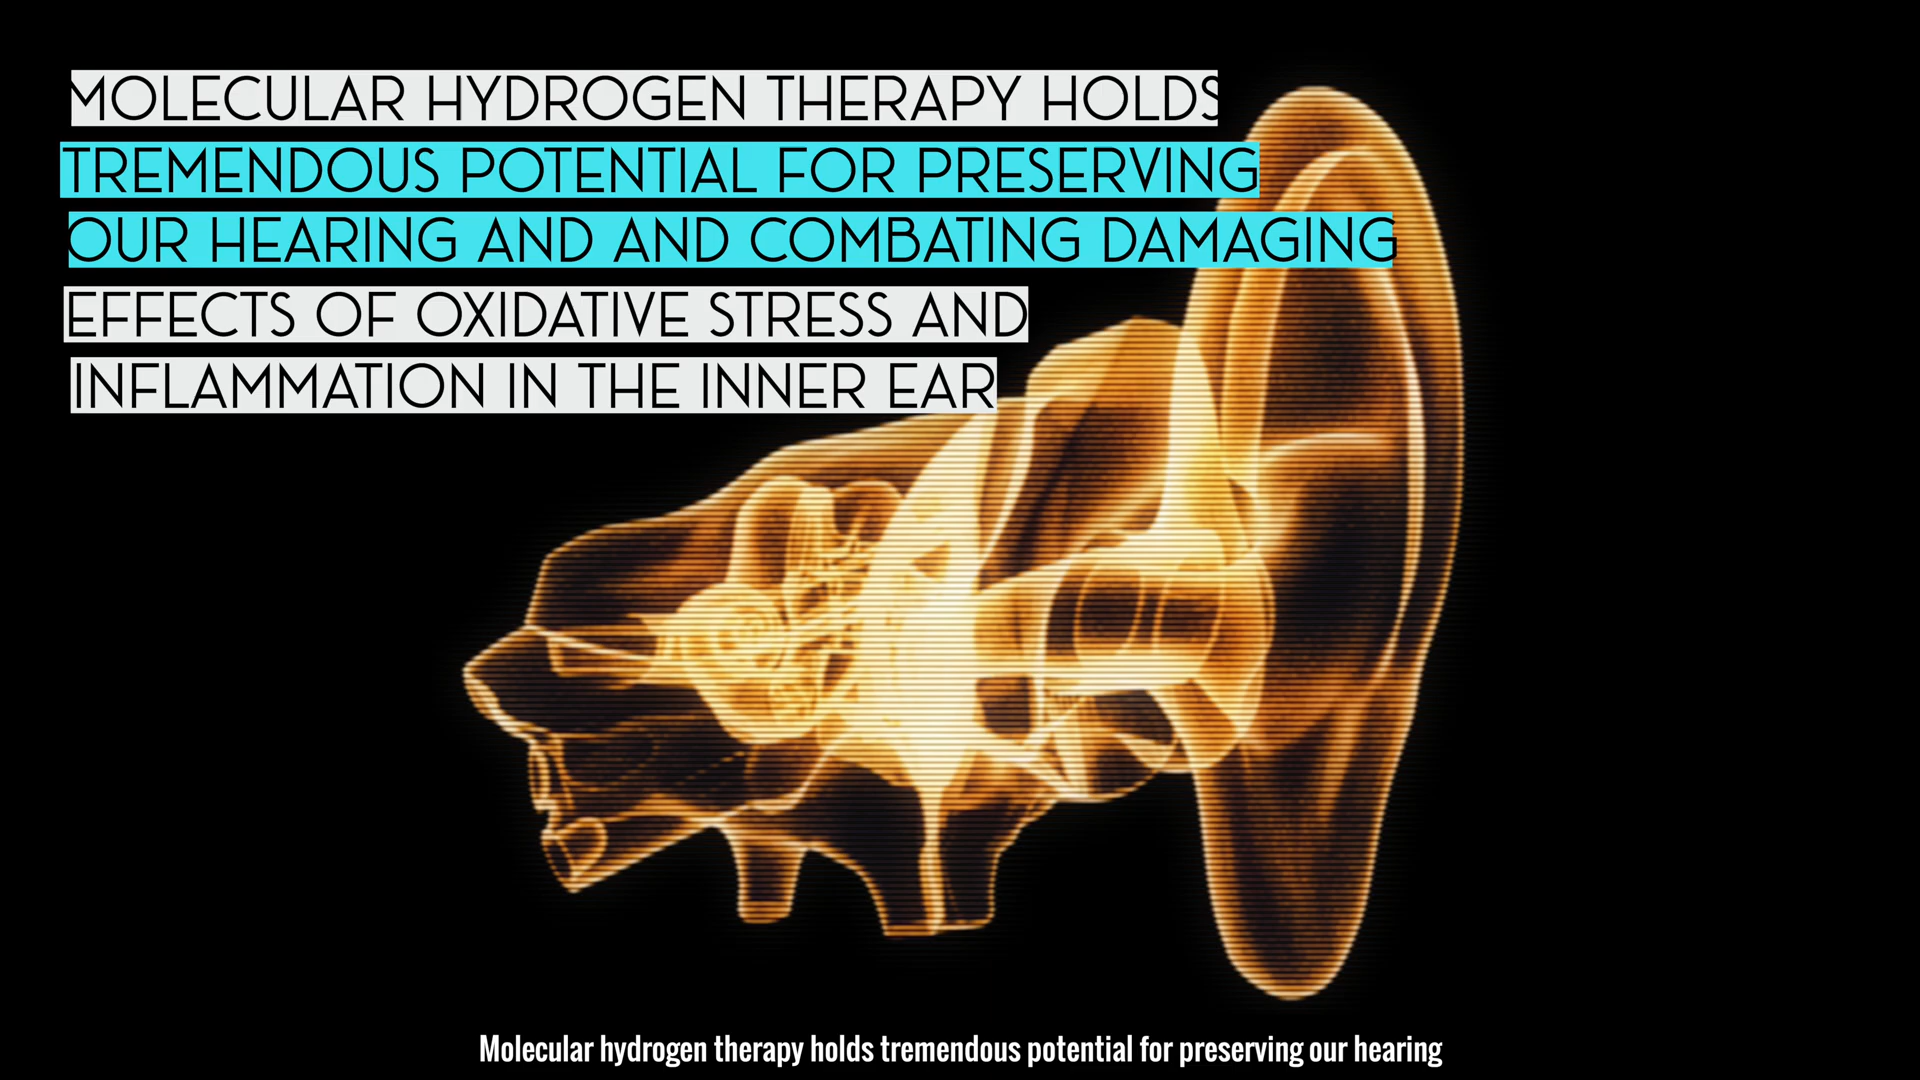 MOLECULAR HYDROGEN THERAPY HOLDS
TREMENDOUS POTENTIAL FOR PRESERVING
OUR HEARING AND AND COMBATING DAMAGING
EFFECTS OF OXIDATIVE STRESS AND
INFLAMMATION IN THE INNER EAR
Molecular hydrogen therapy holds tremendous potential for preserving our hearing